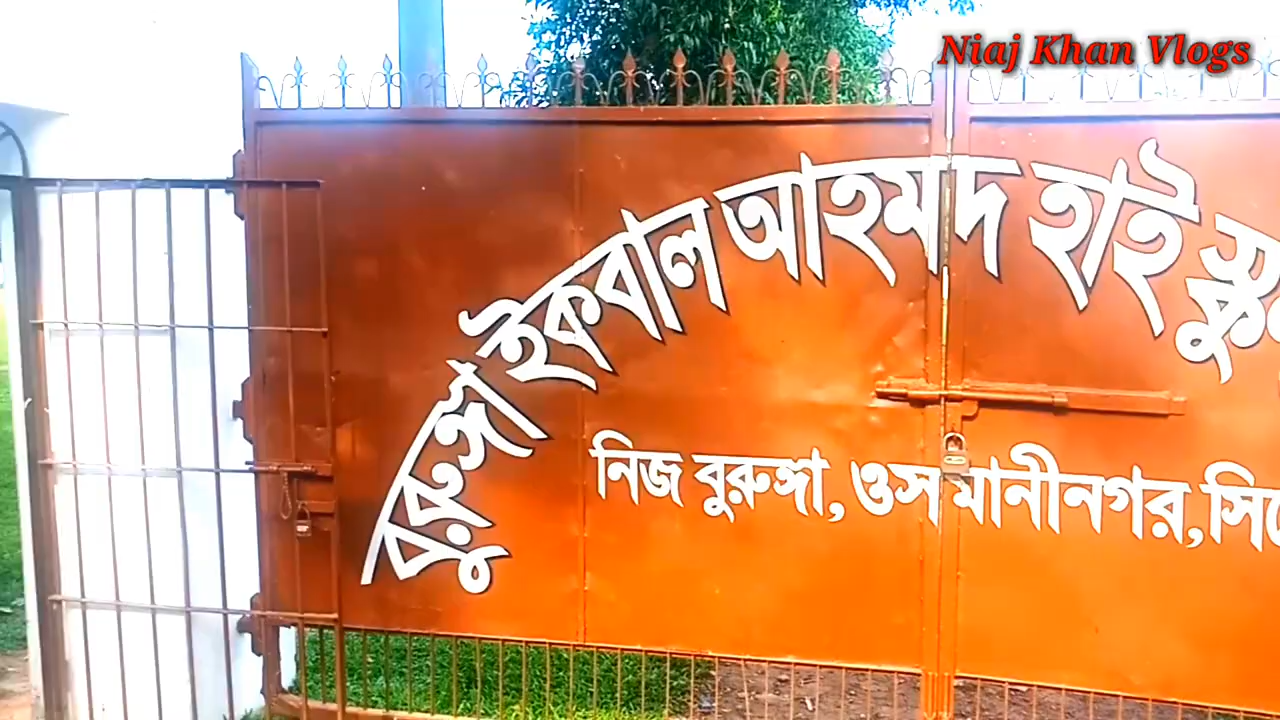 Niaj Khan Vlogs
বুরুঙ্গা ইকবাল আহমদ হাই
নিজ বুরুঙ্গা, ওসমানীনগর,